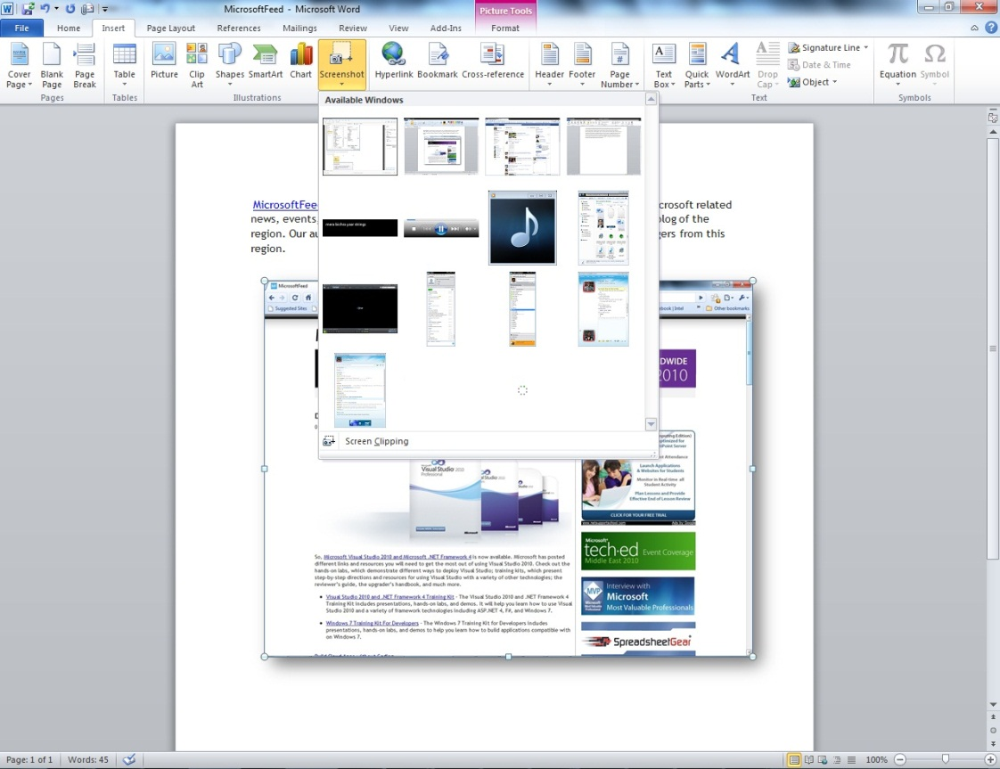 MicrosoftFeed - Microsoft Word
Picture Tools
File Home Insert Page Layout References Mailings Review View Add-Ins Format
Cover Page
Blank Page
Page Break
Pages
Table
Tables
Picture
Clip Art
Shapes
SmartArt
Chart
Screenshot
Illustrations
Hyperlink
Bookmark
Cross-reference
Header
Footer
Page Number
Text Box
Quick Parts
WordArt
Drop Cap
Signature Line
Date & Time
Object
Text
Equation
Symbol
Symbols
Available Windows
Screen Clipping
MicrosoftFee crosoft related
news, events log of the
region. Our au ers from this
region.
MicrosoftFeed
Suggested Sites
book | Intel
Other bookmarks
DWIDE
2010
Visual Studio 2010
Professional
Microsoft
Launch Applications
& Websites for Students
Monitor in Real-time all
Student Activity
Plan Lessons and Provide
Effective End of Lesson Review
CLICK FOR YOUR FREE TRIAL
Microsoft
tech·ed Event Coverage
Middle East 2010
MVP
Interview with
Microsoft
Most Valuable Professionals
SpreadsheetGear
So, Microsoft Visual Studio 2010 and Microsoft .NET Framework 4 is now available. Microsoft has posted
different links and resources you will need to get the most out of using Visual Studio 2010. Check out the
hands-on labs, which demonstrate different ways to deploy Visual Studio; training kits, which present
step-by-step directions and resources for using Visual Studio with a variety of other technologies; the
reviewer's guide, the upgrader's handbook, and much more.
Visual Studio 2010 and .NET Framework 4 Training Kit - The Visual Studio 2010 and .NET Framework 4
Training Kit includes presentations, hands-on labs, and demos. It will help you learn how to use Visual
Studio 2010 and a variety of framework technologies including ASP.NET 4, F#, and Windows 7.
Windows 7 Training Kit For Developers - The Windows 7 Training Kit for Developers includes
presentations, hands-on labs, and demos to help you learn how to build applications compatible with
on Windows 7.
Page: 1 of 1 Words: 45 100%